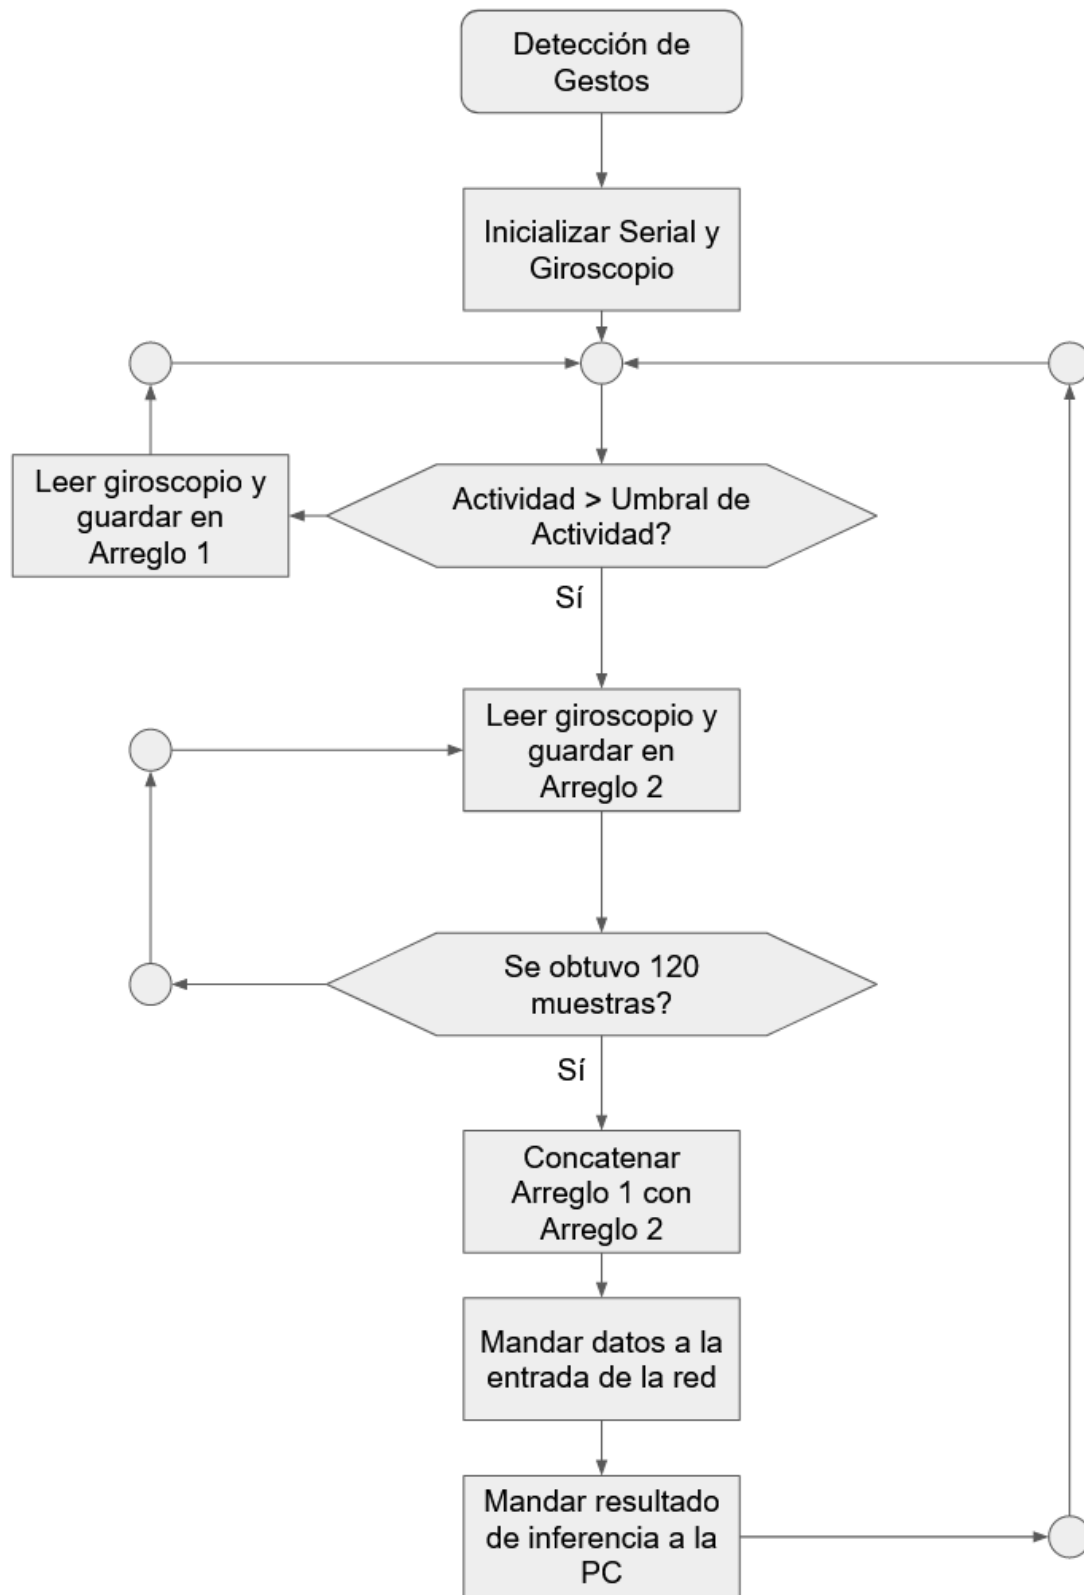 Detección de
Gestos
Inicializar Serial y
Giroscopio
Leer giroscopio y
guardar en
Arreglo 1
Actividad > Umbral de
Actividad?
Sí
Leer giroscopio y
guardar en
Arreglo 2
Se obtuvo 120
muestras?
Sí
Concatenar
Arreglo 1 con
Arreglo 2
Mandar datos a la
entrada de la red
Mandar resultado
de inferencia a la
PC